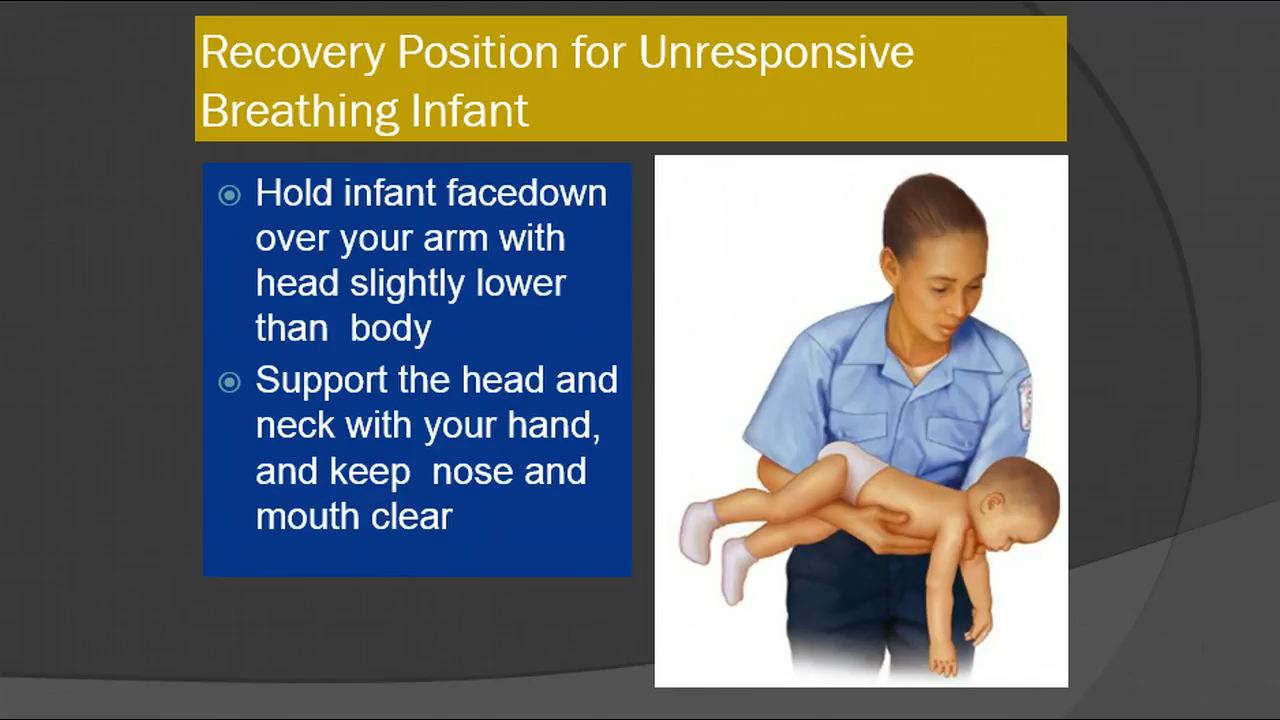 Recovery Position for Unresponsive
Breathing Infant
Hold infant facedown
over your arm with
head slightly lower
than  body
Support the head and
neck with your hand,
and keep  nose and
mouth clear